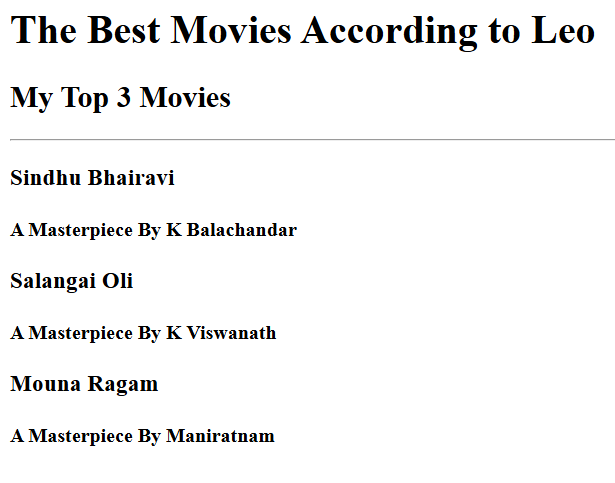 The Best Movies According to Leo
My Top 3 Movies
Sindhu Bhairavi
A Masterpiece By K Balachandar
Salangai Oli
A Masterpiece By K Viswanath
Mouna Ragam
A Masterpiece By Maniratnam